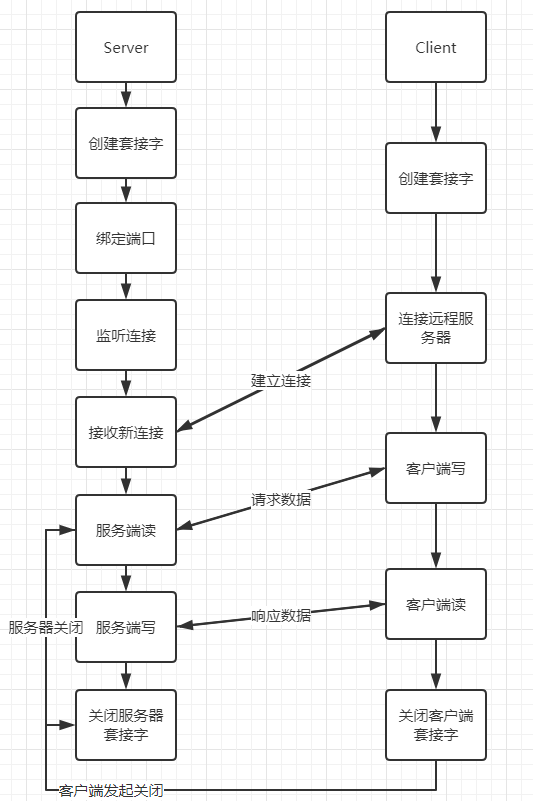 Server
Client
创建套接字
创建套接字
绑定端口
连接远程服
务器
监听连接
建立连接
接收新连接
客户端写
请求数据
服务端读
客户端读
响应数据
服务器关闭
服务端写
关闭服务器
套接字
关闭客户端
套接字
客户端发起关闭